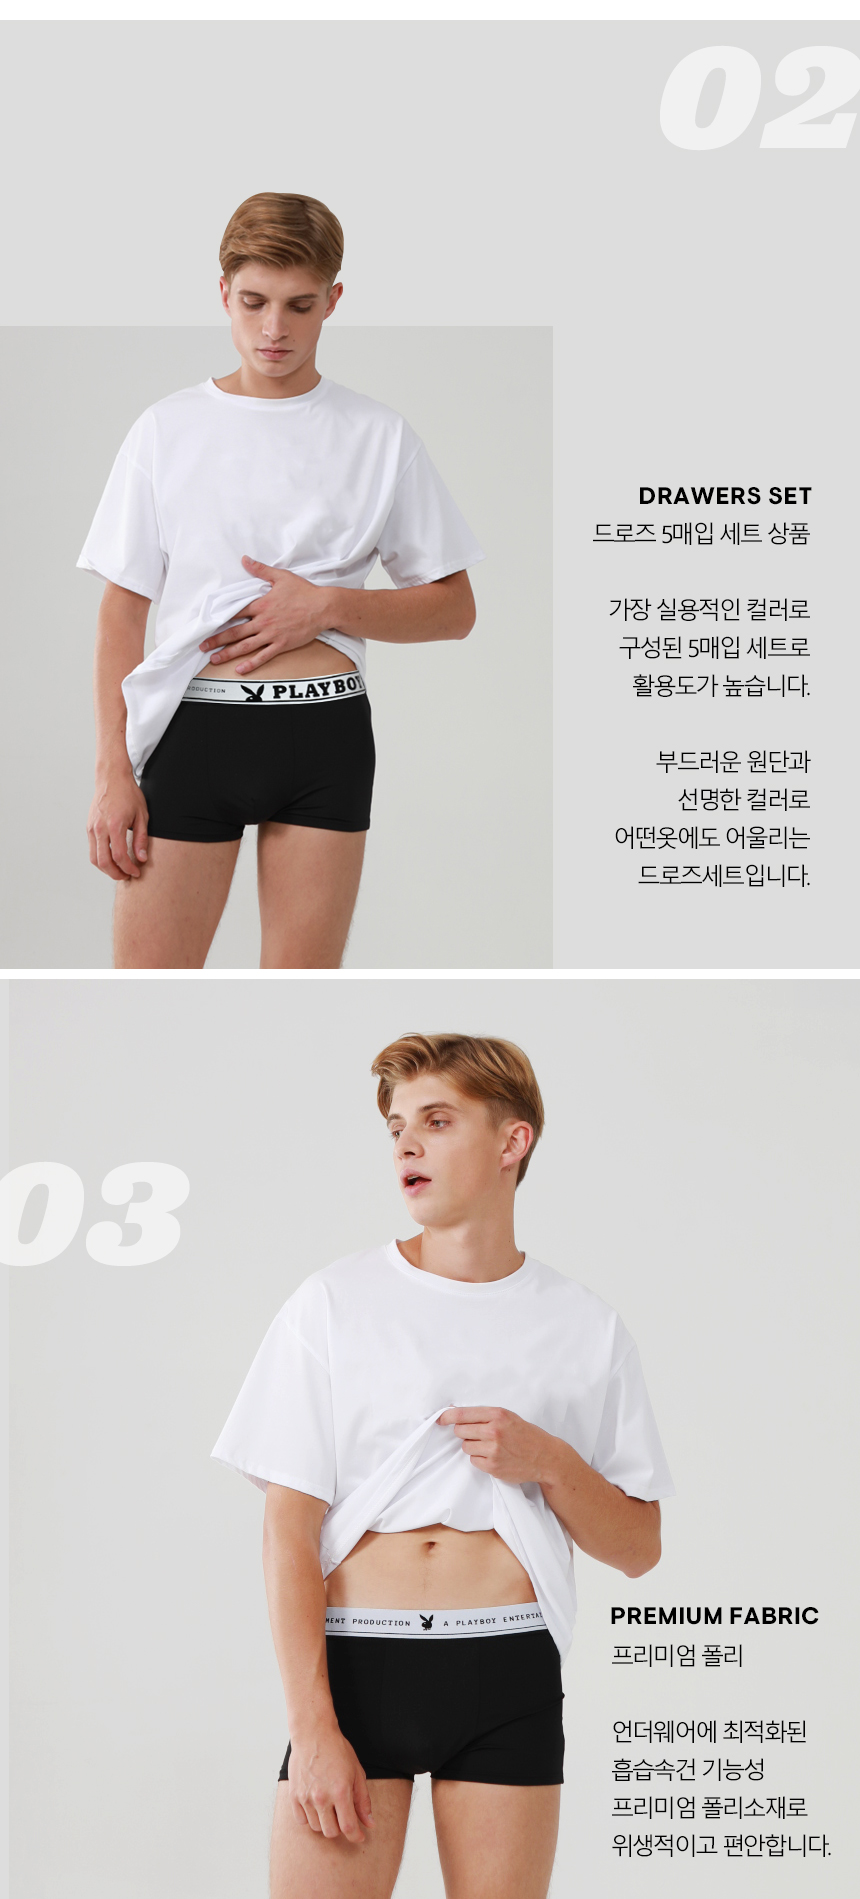 02
DRAWERS SET
드로즈 5매입 세트 상품
가장 실용적인 컬러로
구성된 5매입 세트로
활용도가 높습니다.
부드러운 원단과
선명한 컬러로
어떤옷에도 어울리는
드로즈세트입니다.
PRODUCTION PLAYBOY
03
PREMIUM FABRIC
프리미엄 폴리
언더웨어에 최적화된
흡습속건 기능성
프리미엄 폴리소재로
위생적이고 편안합니다.
MENT PRODUCTION A PLAYBOY ENTERTA